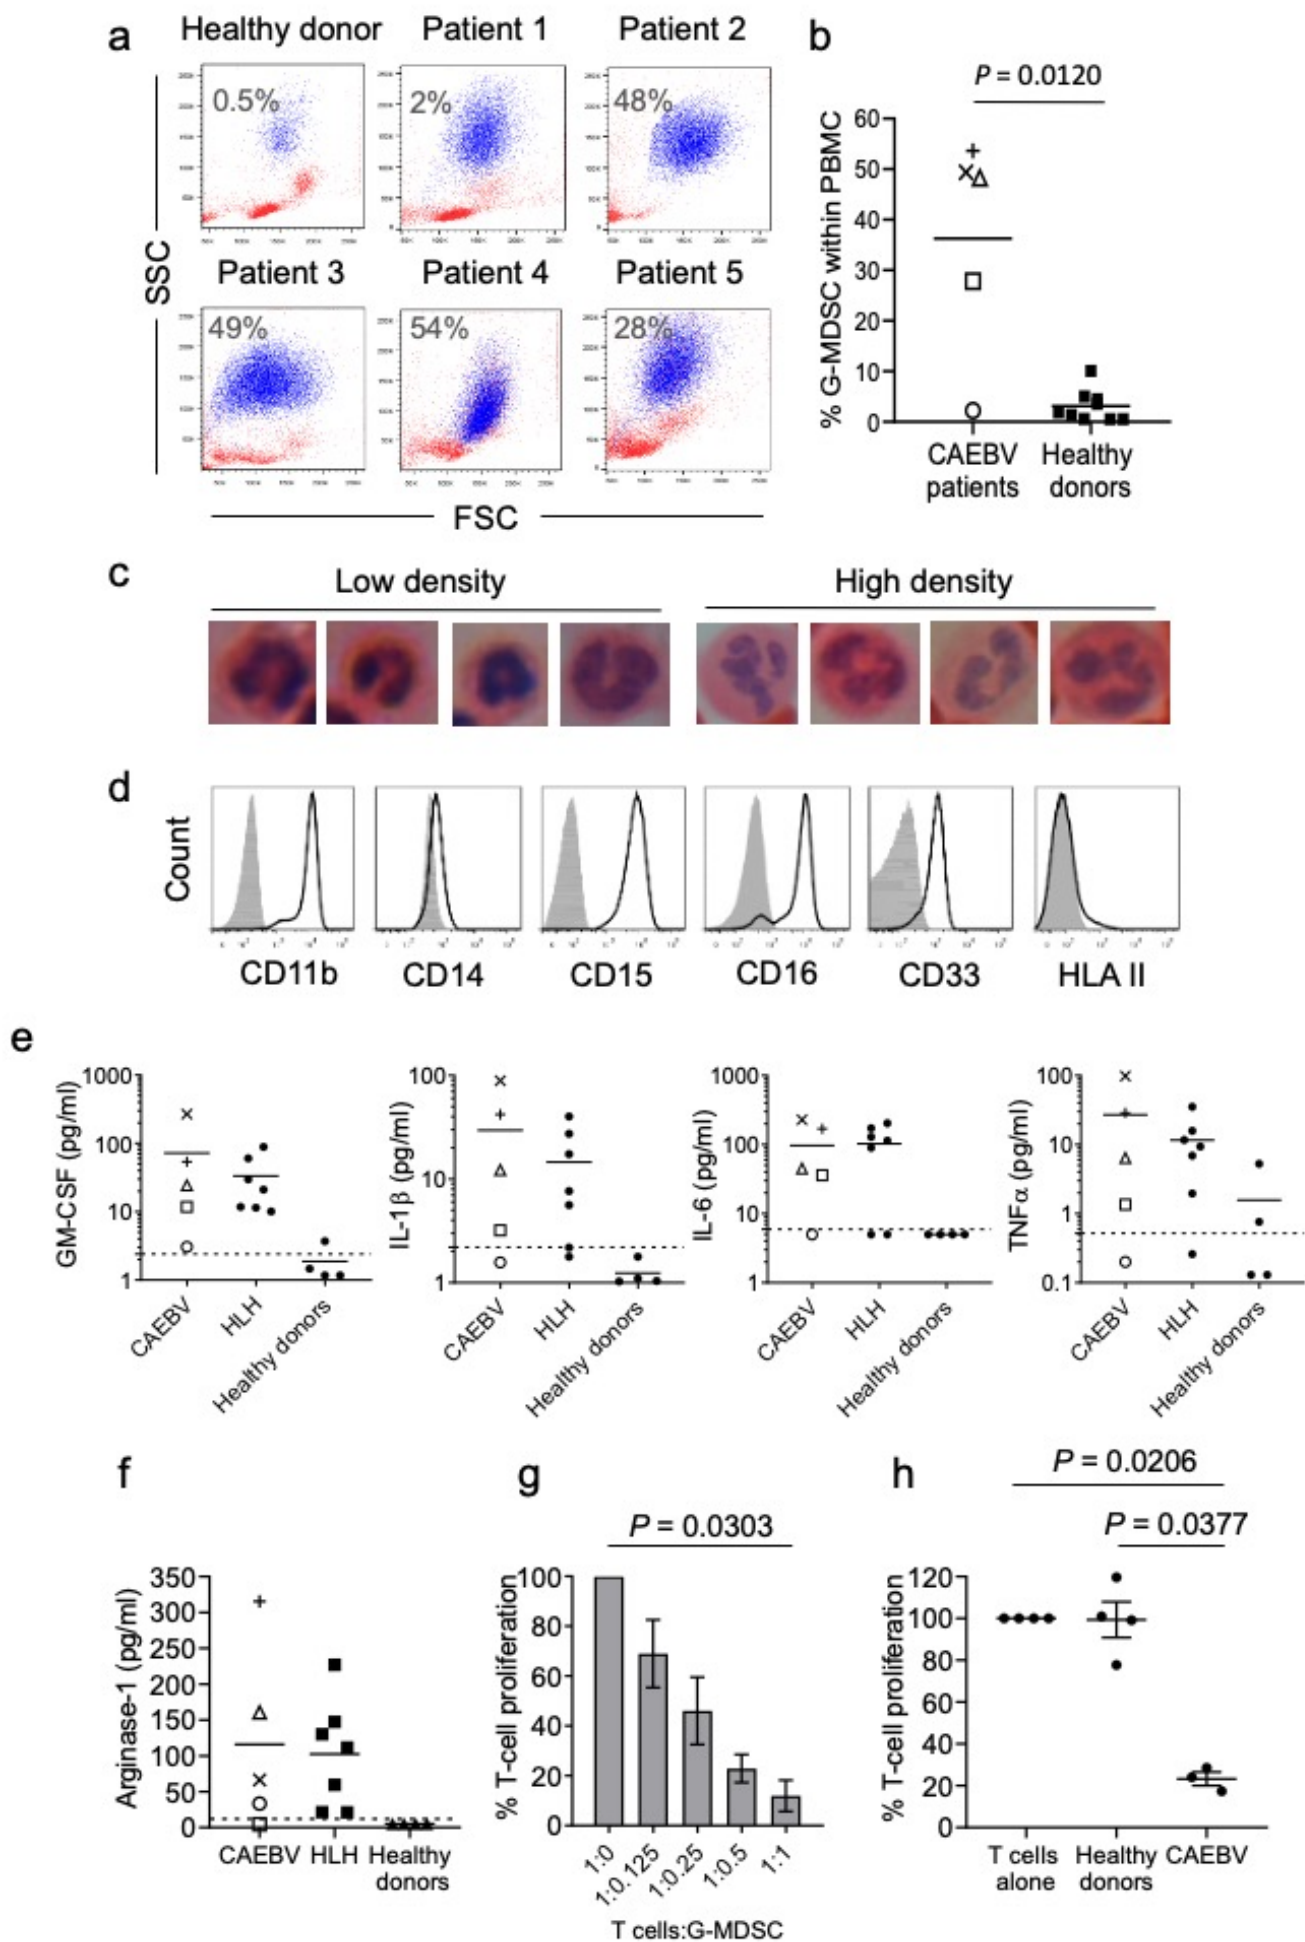 a
Healthy donor
Patient 1
Patient 2
0.5%
2%
48%
Patient 3
Patient 4
Patient 5
49%
54%
28%
SSC
FSC
b
P = 0.0120
% G-MDSC within PBMC
60
50
40
30
20
10
0
CAEBV
patients
Healthy
donors
c
Low density
High density
d
Count
CD11b
CD14
CD15
CD16
CD33
HLA II
e
GM-CSF (pg/ml)
1000
100
10
1
CAEBV
HLH
Healthy donors
IL-1β (pg/ml)
100
10
1
CAEBV
HLH
Healthy donors
IL-6 (pg/ml)
1000
100
10
1
CAEBV
HLH
Healthy donors
TNFα (pg/ml)
100
10
1
0.1
CAEBV
HLH
Healthy donors
f
Arginase-1 (pg/ml)
350
300
250
200
150
100
50
0
CAEBV
HLH
Healthy
donors
g
P = 0.0303
% T-cell proliferation
100
80
60
40
20
0
1:0
1:0.125
1:0.25
1:0.5
1:1
T cells:G-MDSC
h
P = 0.0206
P = 0.0377
% T-cell proliferation
120
100
80
60
40
20
0
T cells
alone
Healthy
donors
CAEBV